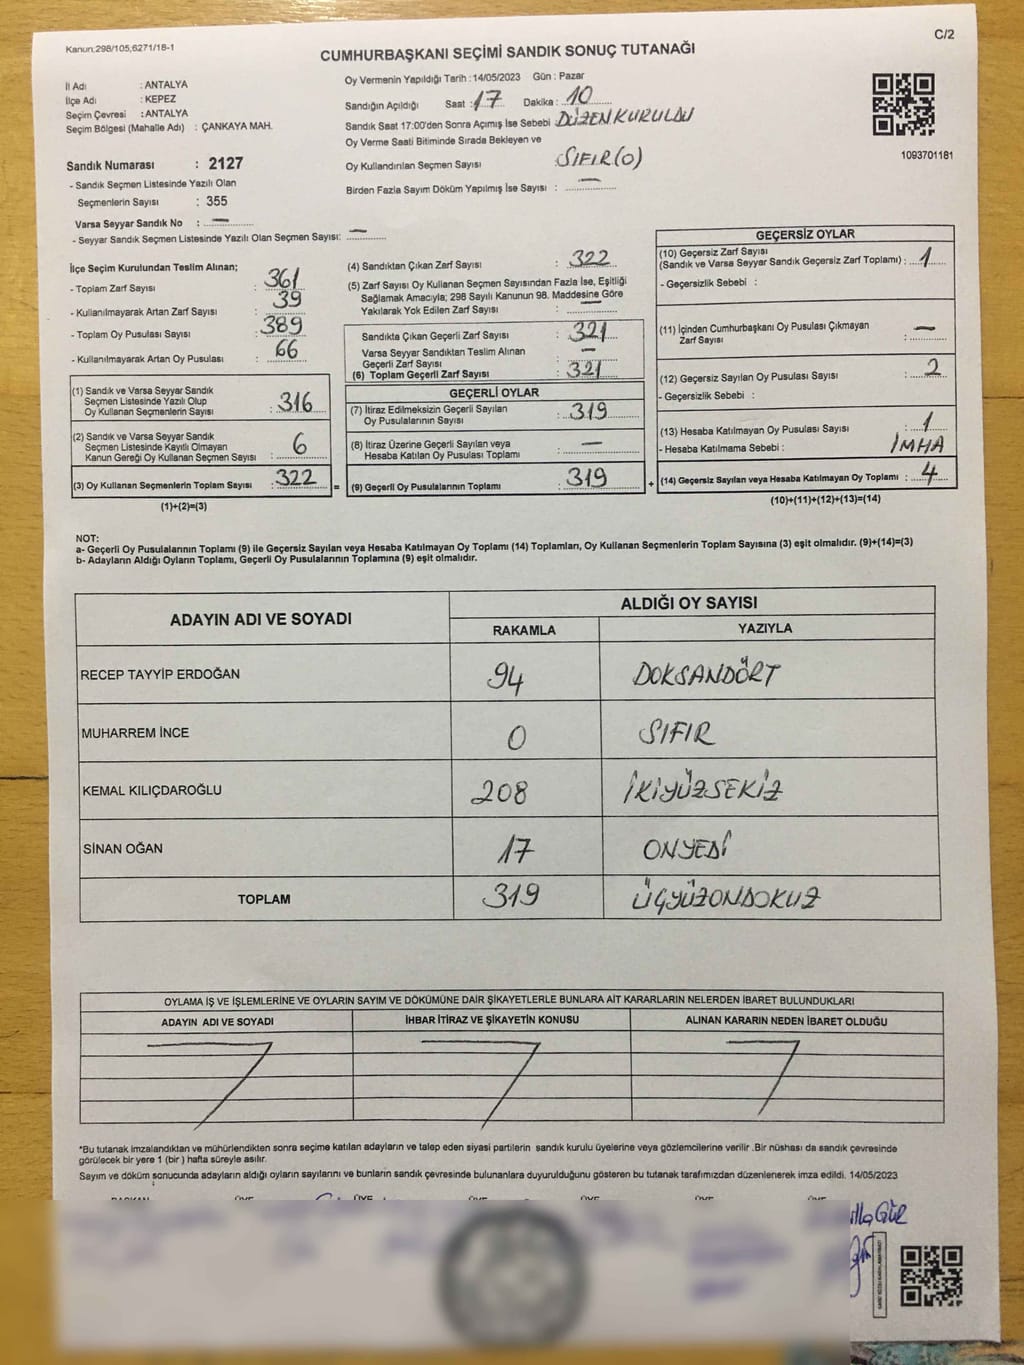 Kanun;298/105,6271/18-1
C/2
CUMHURBAŞKANI SEÇİMİ SANDIK SONUÇ TUTANAĞI
İl Adı : ANTALYA
İlçe Adı : KEPEZ
Seçim Çevresi : ANTALYA
Seçim Bölgesi (Mahalle Adı) : ÇANKAYA MAH.
Sandık Numarası : 2127
- Sandık Seçmen Listesinde Yazılı Olan
Seçmenlerin Sayısı : 355
Varsa Seyyar Sandık No : —
- Seyyar Sandık Seçmen Listesinde Yazılı Olan Seçmen Sayısı: —
Oy Vermenin Yapıldığı Tarih : 14/05/2023 Gün : Pazar
Sandığın Açıldığı Saat : 17 Dakika : 10
Sandık Saat 17:00'den Sonra Açımış İse Sebebi : DÜZEN KURULDU
Oy Verme Saati Bitiminde Sırada Bekleyen ve
Oy Kullandırılan Seçmen Sayısı SIFIR (0)
Birden Fazla Sayım Döküm Yapılmış İse Sayısı : —
1093701181
İlçe Seçim Kurulundan Teslim Alınan;
- Toplam Zarf Sayısı : 361
- Kullanılmayarak Artan Zarf Sayısı : 39
- Toplam Oy Pusulası Sayısı : 389
- Kullanılmayarak Artan Oy Pusulası : 66
(1) Sandık ve Varsa Seyyar Sandık
Seçmen Listesinde Yazılı Olup
Oy Kullanan Seçmenlerin Sayısı : 316
(2) Sandık ve Varsa Seyyar Sandık
Seçmen Listesinde Kayıtlı Olmayan
Kanun Gereği Oy Kullanan Seçmen Sayısı : 6
(3) Oy Kullanan Seçmenlerin Toplam Sayısı : 322 =
(1)+(2)=(3)
(4) Sandıktan Çıkan Zarf Sayısı : 322
(5) Zarf Sayısı Oy Kullanan Seçmen Sayısından Fazla İse, Eşitliği
Sağlamak Amacıyla; 298 Sayılı Kanunun 98. Maddesine Göre
Yakılarak Yok Edilen Zarf Sayısı : —
Sandıkta Çıkan Geçerli Zarf Sayısı : 321
Varsa Seyyar Sandıktan Teslim Alınan
Geçerli Zarf Sayısı : —
(6) Toplam Geçerli Zarf Sayısı : 321
GEÇERLİ OYLAR
(7) İtiraz Edilmeksizin Geçerli Sayılan
Oy Pusulasının Sayısı : 319
(8) İtiraz Üzerine Geçerli Sayılan veya
Hesaba Katılan Oy Pusulası Toplamı : —
(9) Geçerli Oy Pusulalarının Toplamı : 319 +
GEÇERSİZ OYLAR
(10) Geçersiz Zarf Sayısı
(Sandık ve Varsa Seyyar Sandık Geçersiz Zarf Toplamı) : 1
- Geçersizlik Sebebi :
(11) İçinden Cumhurbaşkanı Oy Pusulası Çıkmayan
Zarf Sayısı : —
(12) Geçersiz Sayılan Oy Pusulası Sayısı : 2
- Geçersizlik Sebebi :
(13) Hesaba Katılmayan Oy Pusulası Sayısı : 1
- Hesaba Katılmama Sebebi : İMHA
(14) Geçersiz Sayılan veya Hesaba Katılmayan Oy Toplamı : 4
(10)+(11)+(12)+(13)=(14)
NOT:
a- Geçerli Oy Pusulalarının Toplamı (9) ile Geçersiz Sayılan veya Hesaba Katılmayan Oy Toplamı (14) Toplamları, Oy Kullanan Seçmenlerin Toplam Sayısına (3) eşit olmalıdır. (9)+(14)=(3)
b- Adayların Aldığı Oyların Toplamı, Geçerli Oy Pusulalarının Toplamına (9) eşit olmalıdır.
ADAYIN ADI VE SOYADI
ALDIĞI OY SAYISI
RAKAMLA YAZIYLA
RECEP TAYYİP ERDOĞAN 94 DOKSANDÖRT
MUHARREM İNCE 0 SIFIR
KEMAL KILIÇDAROĞLU 208 İKİYÜZSEKİZ
SİNAN OĞAN 17 ONYEDİ
TOPLAM 319 ÜÇYÜZONDOKUZ
OYLAMA İŞ VE İŞLEMLERİNE VE OYLARIN SAYIM VE DÖKÜMÜNE DAİR ŞİKAYETLERLE BUNLARA AİT KARARLARIN NELERDEN İBARET BULUNDUKLARI
ADAYIN ADI VE SOYADI İHBAR İTİRAZ VE ŞİKAYETİN KONUSU ALINAN KARARIN NEDEN İBARET OLDUĞU
*Bu tutanak imzalandıktan ve mühürlendikten sonra seçime katılan adayların ve talep eden siyasi partilerin sandık kurulu üyelerine veya gözlemcilerine verilir .Bir nüshası da sandık çevresinde
görülecek bir yere 1 (bir ) hafta süreyle asılır.
Sayım ve döküm sonucunda adayların aldığı oyların sayılarını ve bunların sandık çevresinde bulunanlara duyurulduğunu gösteren bu tutanak tarafımızdan düzenlenerek imza edildi. 14/05/2023